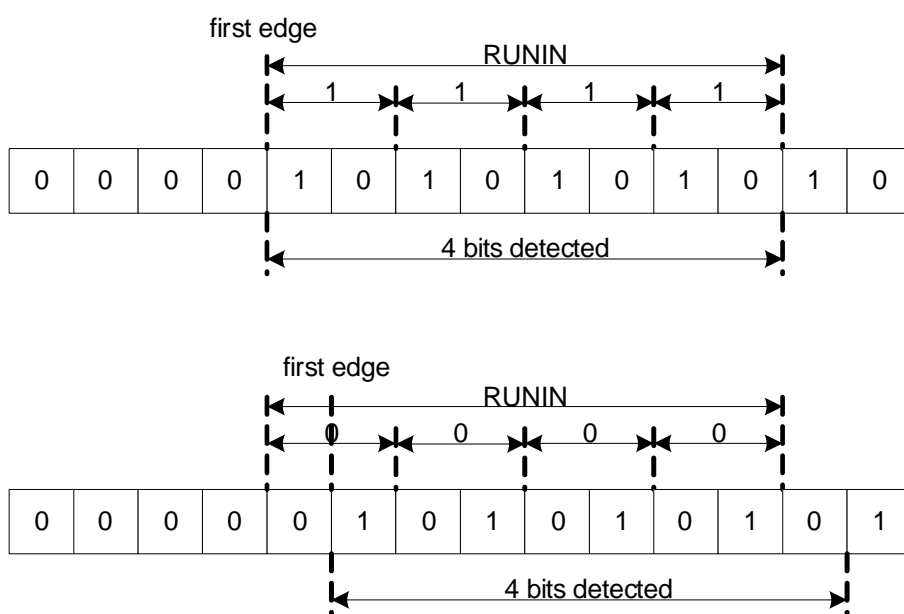 first edge
RUNIN
1 1 1 1
0 0 0 0 1 0 1 0 1 0 1 0 1 0
4 bits detected
first edge
RUNIN
0 0 0 0
0 0 0 0 0 1 0 1 0 1 0 1 0 1
4 bits detected